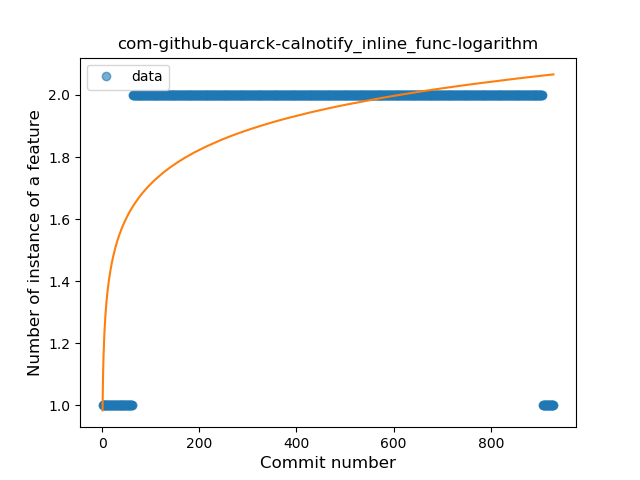 com-github-quarck-calnotify_inline_func-logarithm
data
2.0
1.8
1.6
1.4
1.2
1.0
Number of instance of a feature
0
200
400
600
800
Commit number